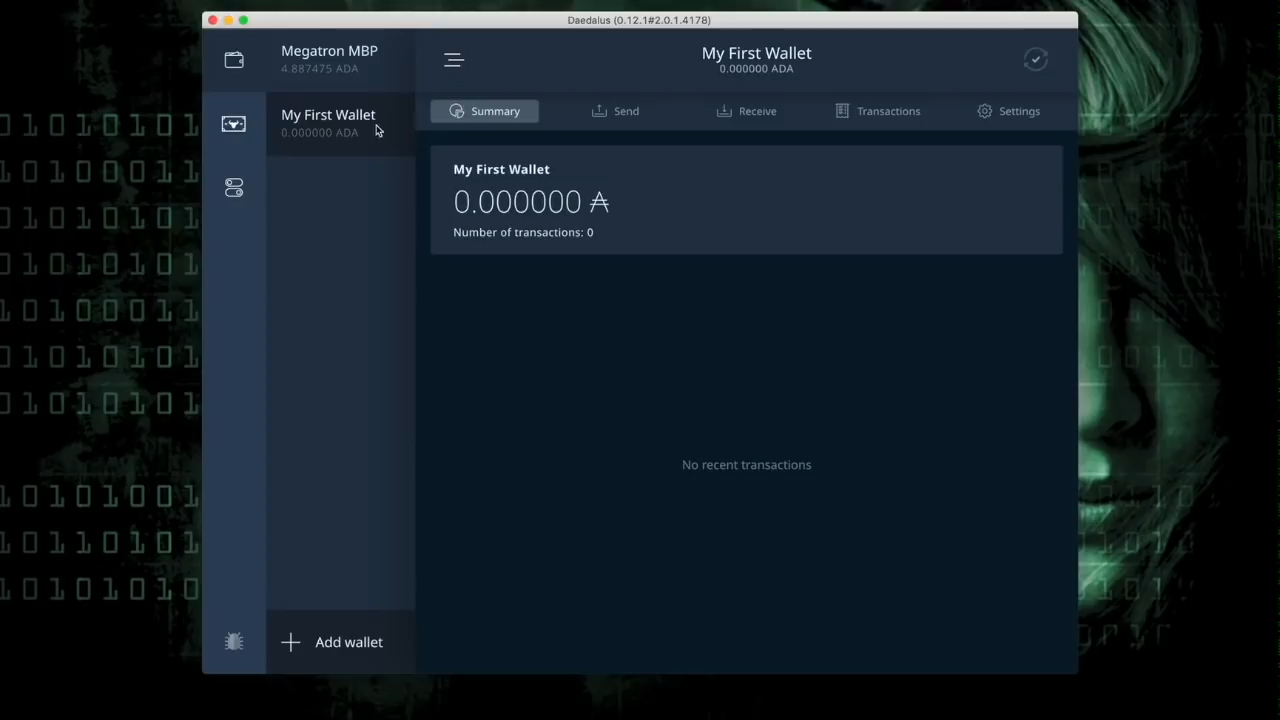 Daedalus (0.12.1#2.0.1.4178)
Megatron MBP
4.887475 ADA
My First Wallet
0.000000 ADA
Add wallet
My First Wallet
0.000000 ADA
Summary
Send
Receive
Transactions
Settings
My First Wallet
0.000000 ₳
Number of transactions: 0
No recent transactions